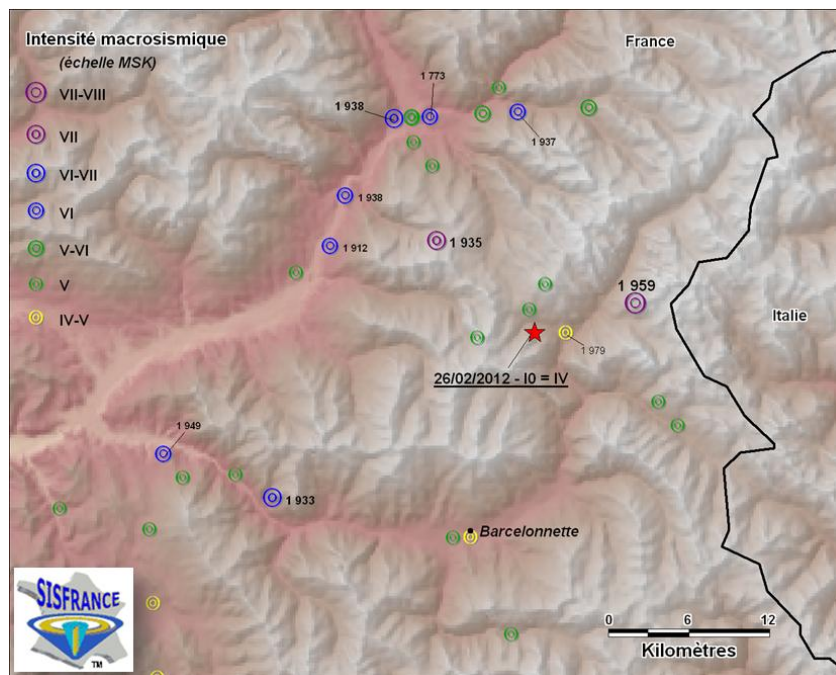 Intensité macrosismique
(échelle MSK)
VII-VIII
VII
VI-VII
VI
V-VI
V
IV-V
France
1 773
1 938
1 937
1 938
1 912
1 935
1 959
Italie
1 979
26/02/2012 - I0 = IV
1 949
1 933
Barcelonnette
SISFRANCE
TM
0 6 12
Kilomètres